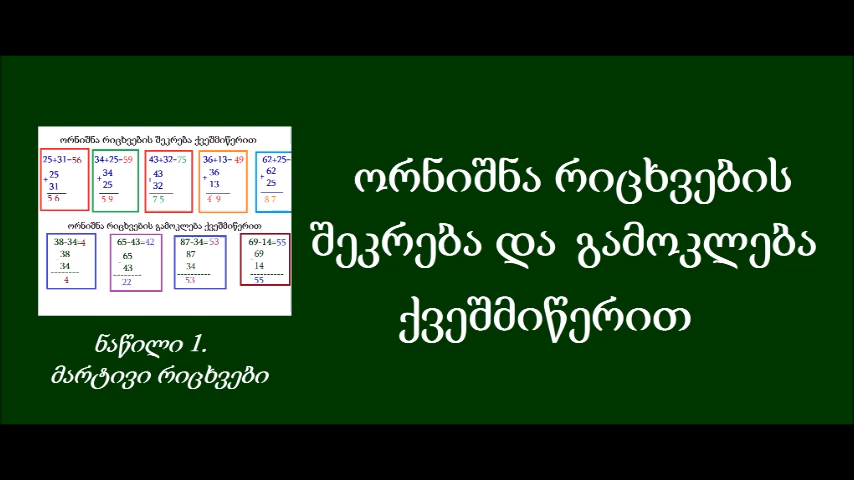 ორნიშნა რიცხვების შეკრება ქვეშმიწერით
25+31=56 34+25=59 43+32=75 36+13= 49 62+25=
25 34 43 36 62
+ + + + +
31 25 32 13 25
56 59 75 49 87
ორნიშნა რიცხვების გამოკლება ქვეშმიწერით
38-34=4 65-43=42 87-34=53 69-14=55
38 65 87 69
34 43 34 14
4 22 53 55
ნაწილი 1.
მარტივი რიცხვები
ორნიშნა რიცხვების
შეკრება და გამოკლება
ქვეშმიწერით